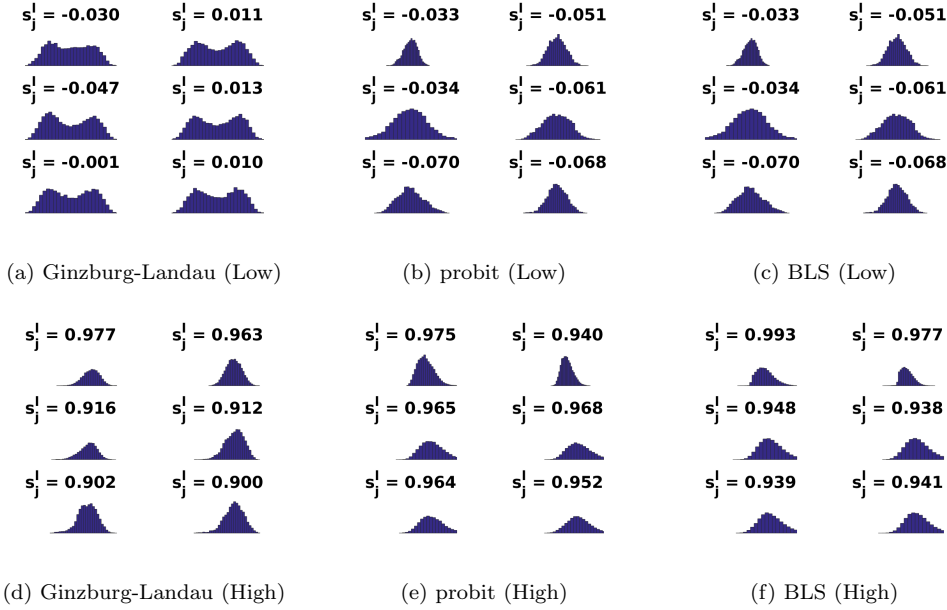 s_j^l = -0.030 s_j^l = 0.011
s_j^l = -0.047 s_j^l = 0.013
s_j^l = -0.001 s_j^l = 0.010
(a) Ginzburg-Landau (Low)
s_j^l = -0.033 s_j^l = -0.051
s_j^l = -0.034 s_j^l = -0.061
s_j^l = -0.070 s_j^l = -0.068
(b) probit (Low)
s_j^l = -0.033 s_j^l = -0.051
s_j^l = -0.034 s_j^l = -0.061
s_j^l = -0.070 s_j^l = -0.068
(c) BLS (Low)
s_j^l = 0.977 s_j^l = 0.963
s_j^l = 0.916 s_j^l = 0.912
s_j^l = 0.902 s_j^l = 0.900
(d) Ginzburg-Landau (High)
s_j^l = 0.975 s_j^l = 0.940
s_j^l = 0.965 s_j^l = 0.968
s_j^l = 0.964 s_j^l = 0.952
(e) probit (High)
s_j^l = 0.993 s_j^l = 0.977
s_j^l = 0.948 s_j^l = 0.938
s_j^l = 0.939 s_j^l = 0.941
(f) BLS (High)